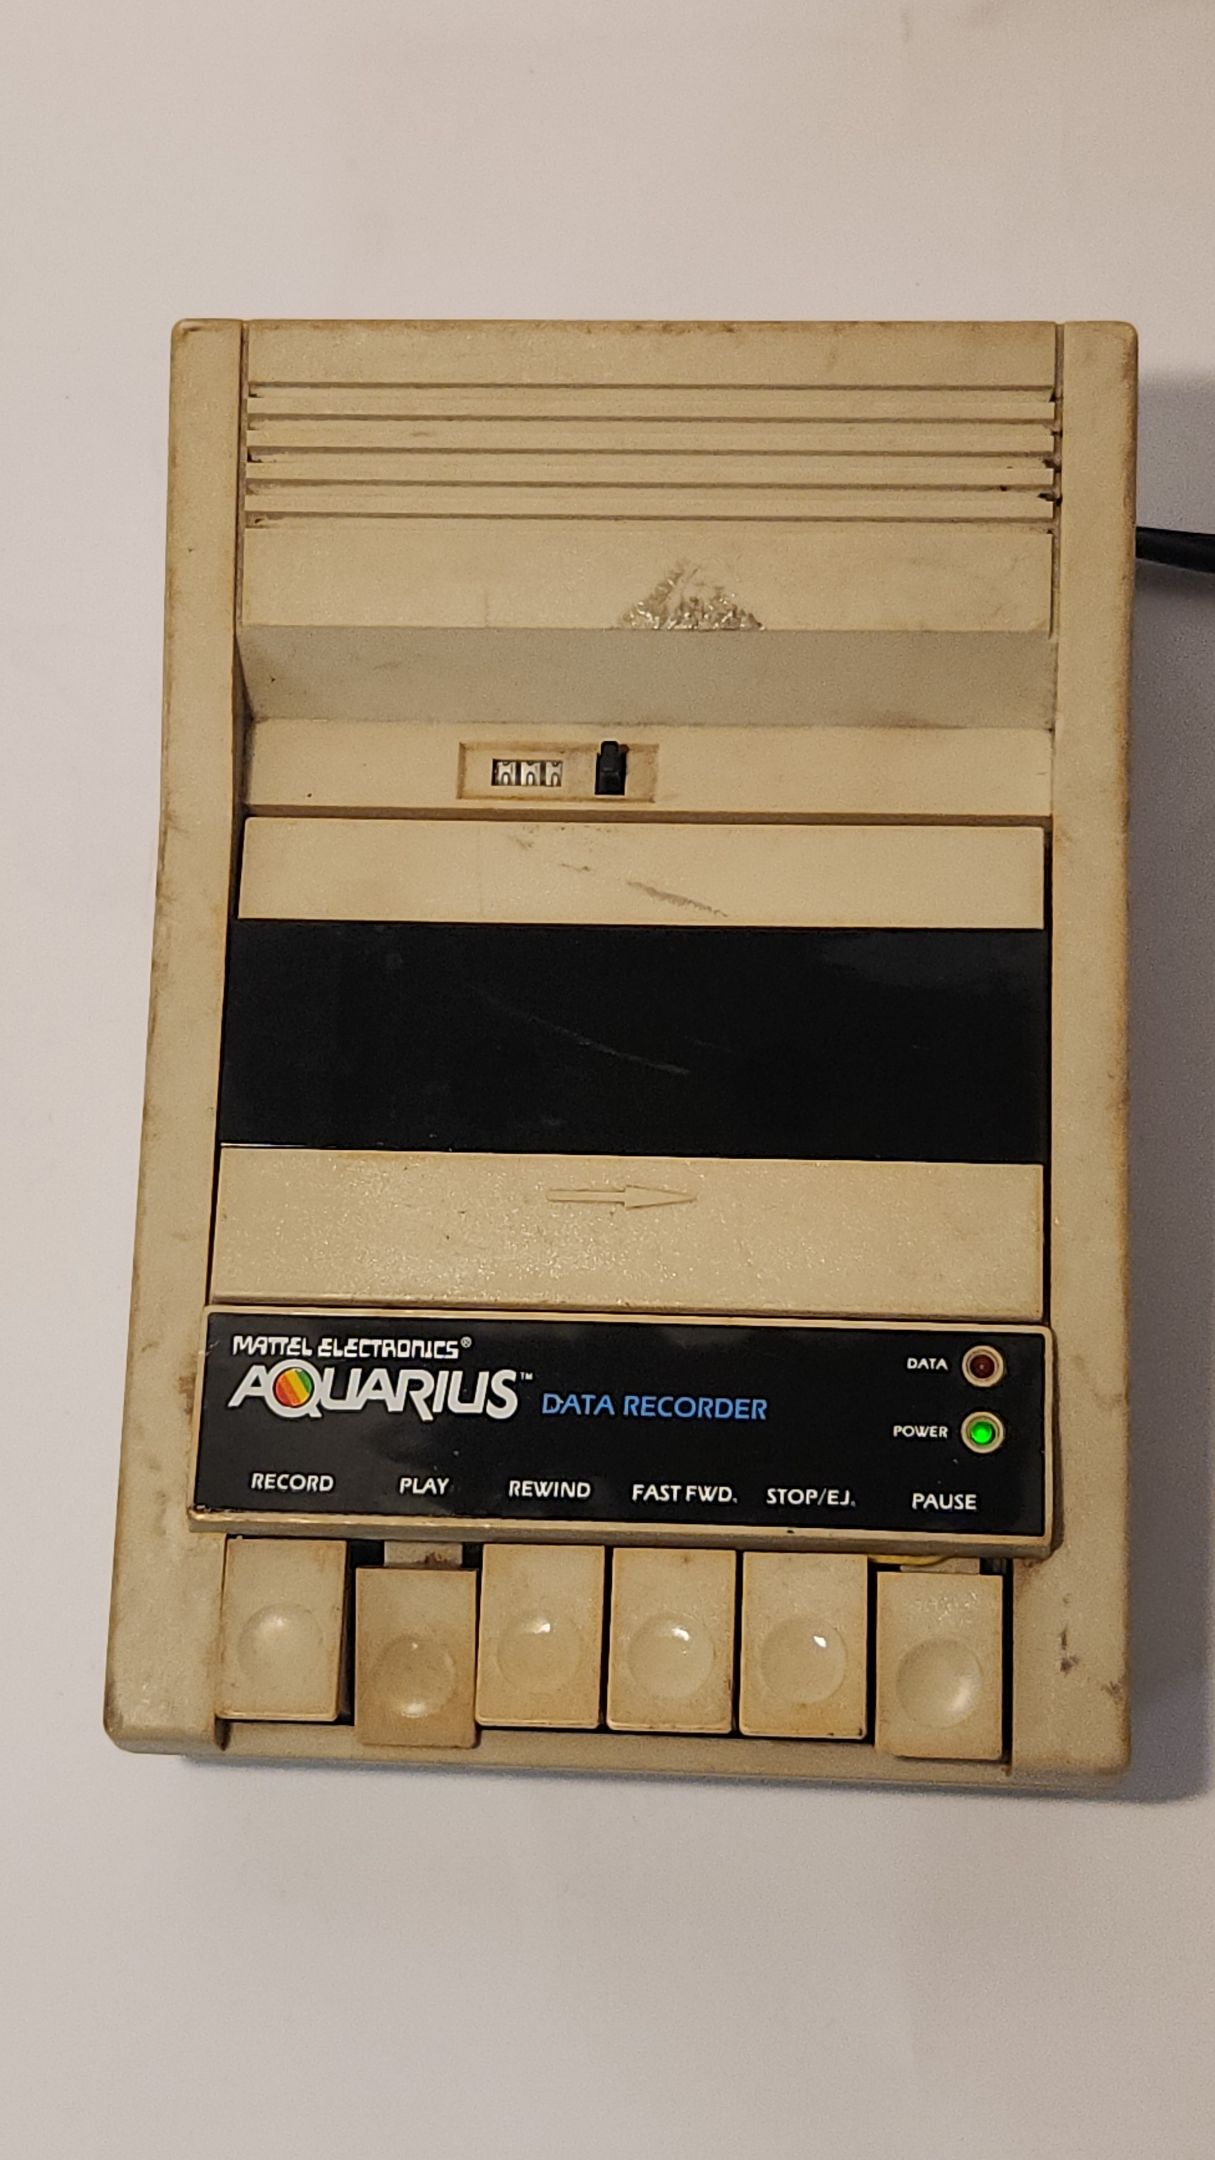 MATTEL ELECTRONICS®
AQUARIUS™ DATA RECORDER
DATA
POWER
RECORD PLAY REWIND FAST FWD. STOP/EJ. PAUSE